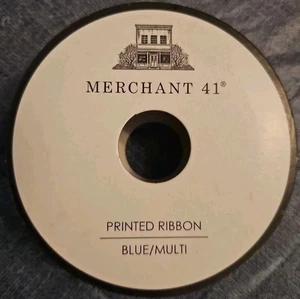 MERCHANT 41®
PRINTED RIBBON
BLUE/MULTI